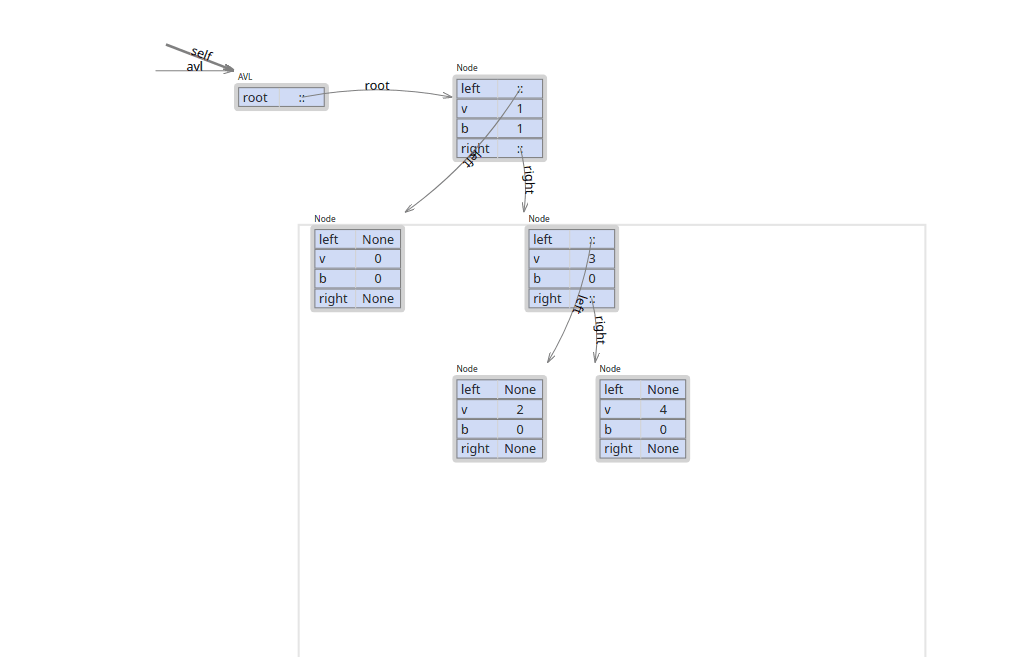 self
avl
AVL
root ::
root
Node
left ::
v 1
b 1
right ::
left
right
Node
left None
v 0
b 0
right None
Node
left ::
v 3
b 0
right ::
left
right
Node
left None
v 2
b 0
right None
Node
left None
v 4
b 0
right None